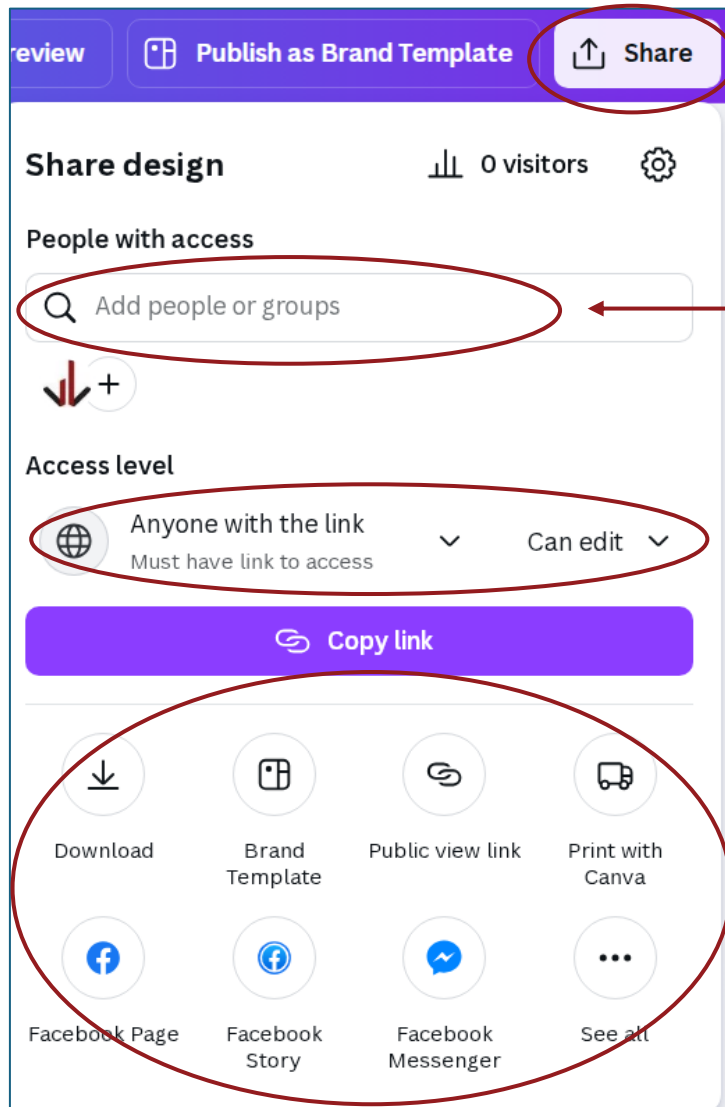 review
Publish as Brand Template
Share
Share design
0 visitors
People with access
Add people or groups
Access level
Anyone with the link
Must have link to access
Can edit
Copy link
Download
Brand
Template
Public view link
Print with
Canva
Facebook Page
Facebook
Story
Facebook
Messenger
See all